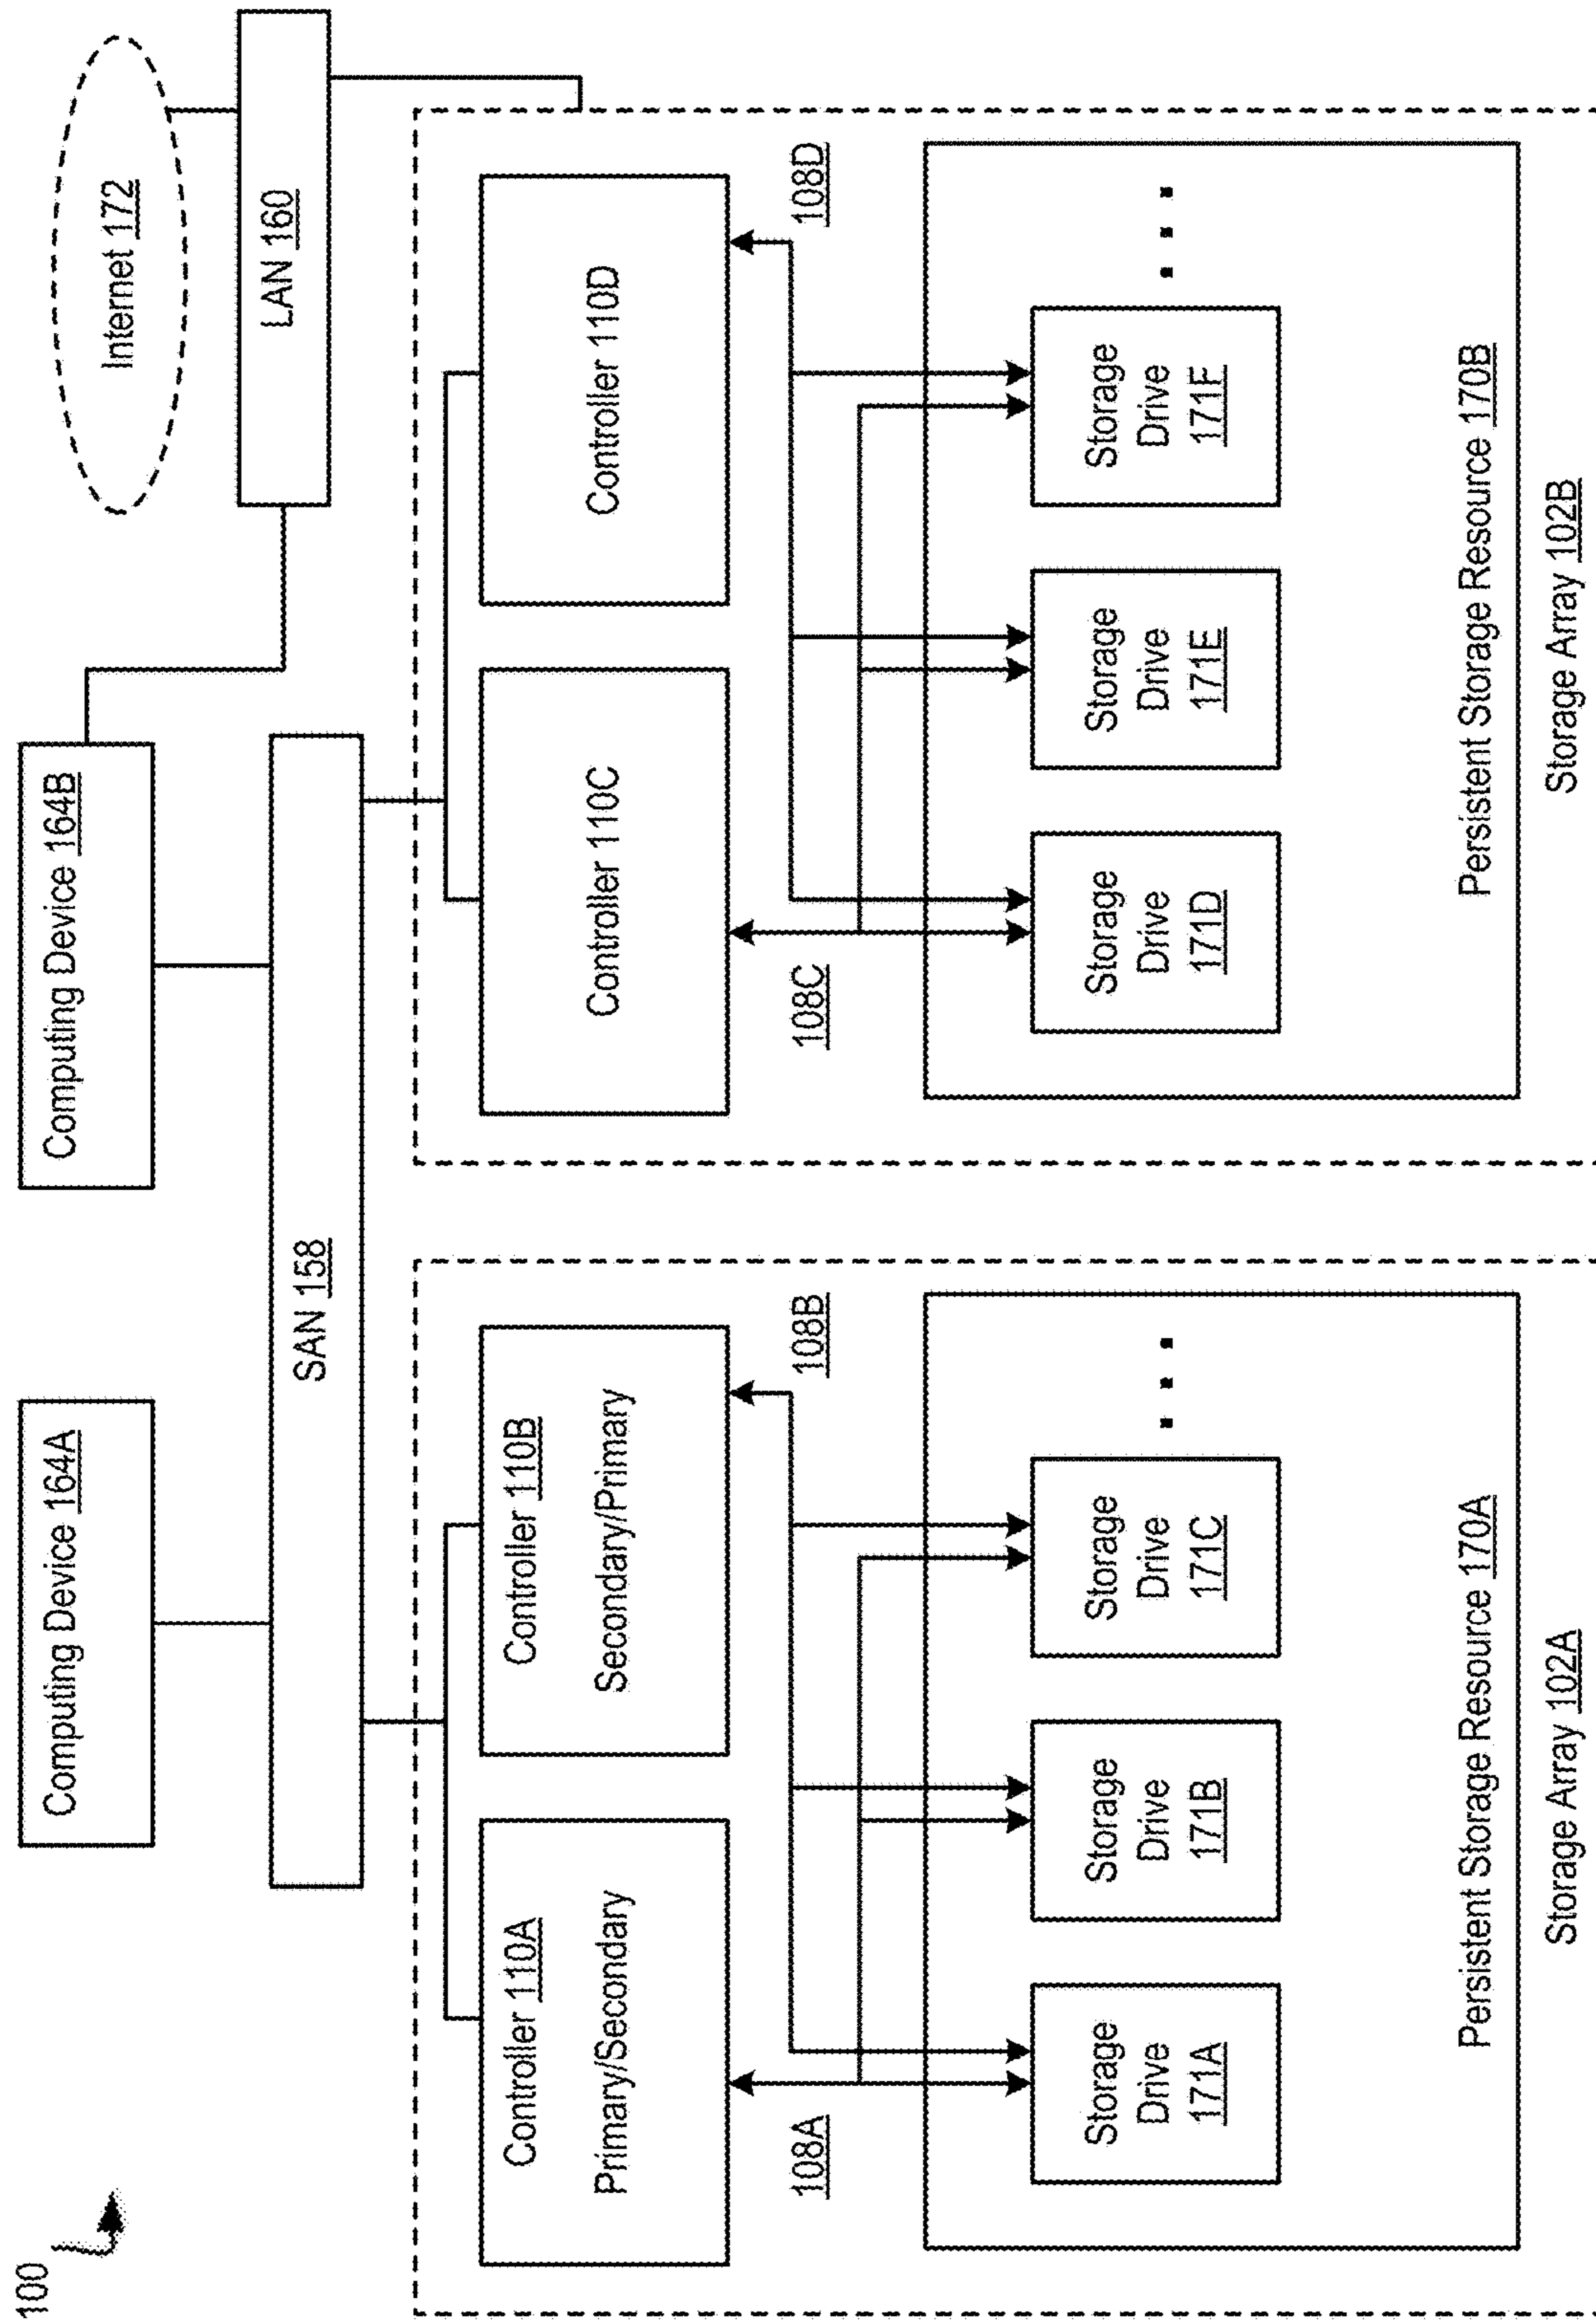 100
Computing Device 164A
Computing Device 164B
Internet 172
SAN 158
LAN 160
Controller 110A
Primary/Secondary
Controller 110B
Secondary/Primary
Controller 110C
Controller 110D
108A
108B
108C
108D
Storage
Drive
171A
Storage
Drive
171B
Storage
Drive
171C
Storage
Drive
171D
Storage
Drive
171E
Storage
Drive
171F
Persistent Storage Resource 170A
Persistent Storage Resource 170B
Storage Array 102A
Storage Array 102B